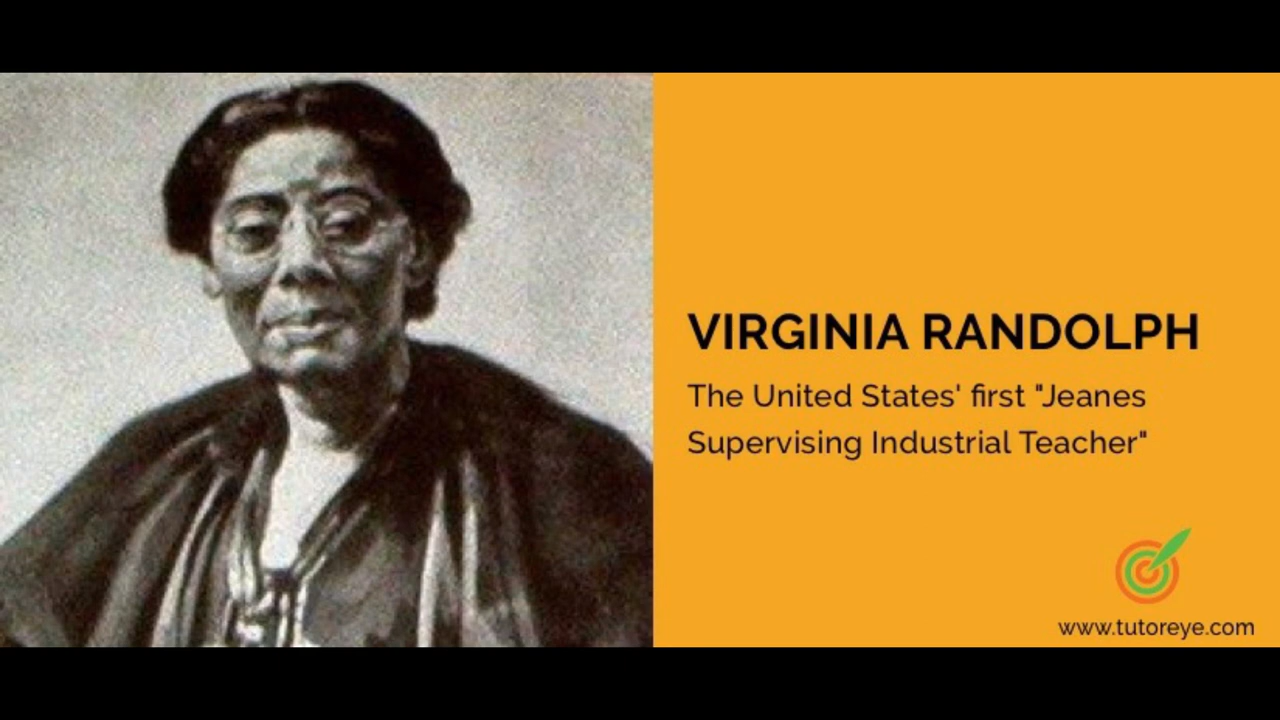 VIRGINIA RANDOLPH
The United States' first "Jeanes
Supervising Industrial Teacher"
www.tutoreye.com